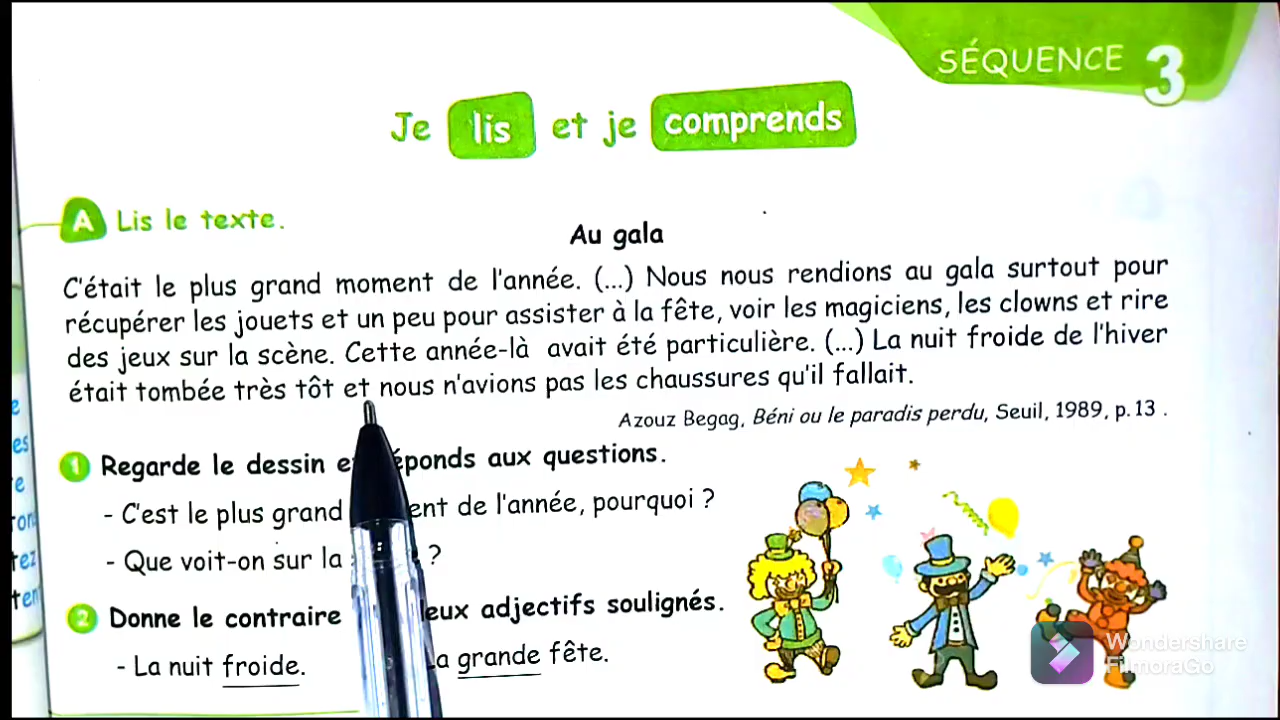 SÉQUENCE 3
Je lis et je comprends
A Lis le texte.
Au gala
C'était le plus grand moment de l'année. (...) Nous nous rendions au gala surtout pour
récupérer les jouets et un peu pour assister à la fête, voir les magiciens, les clowns et rire
des jeux sur la scène. Cette année-là avait été particulière. (...) La nuit froide de l'hiver
était tombée très tôt et nous n'avions pas les chaussures qu'il fallait.
Azouz Begag, Béni ou le paradis perdu, Seuil, 1989, p.13 .
1 Regarde le dessin et réponds aux questions.
- C'est le plus grand moment de l'année, pourquoi ?
- Que voit-on sur la ?
2 Donne le contraire adjectifs soulignés.
- La nuit froide. grande fête.
Wondershare
FilmoraGo